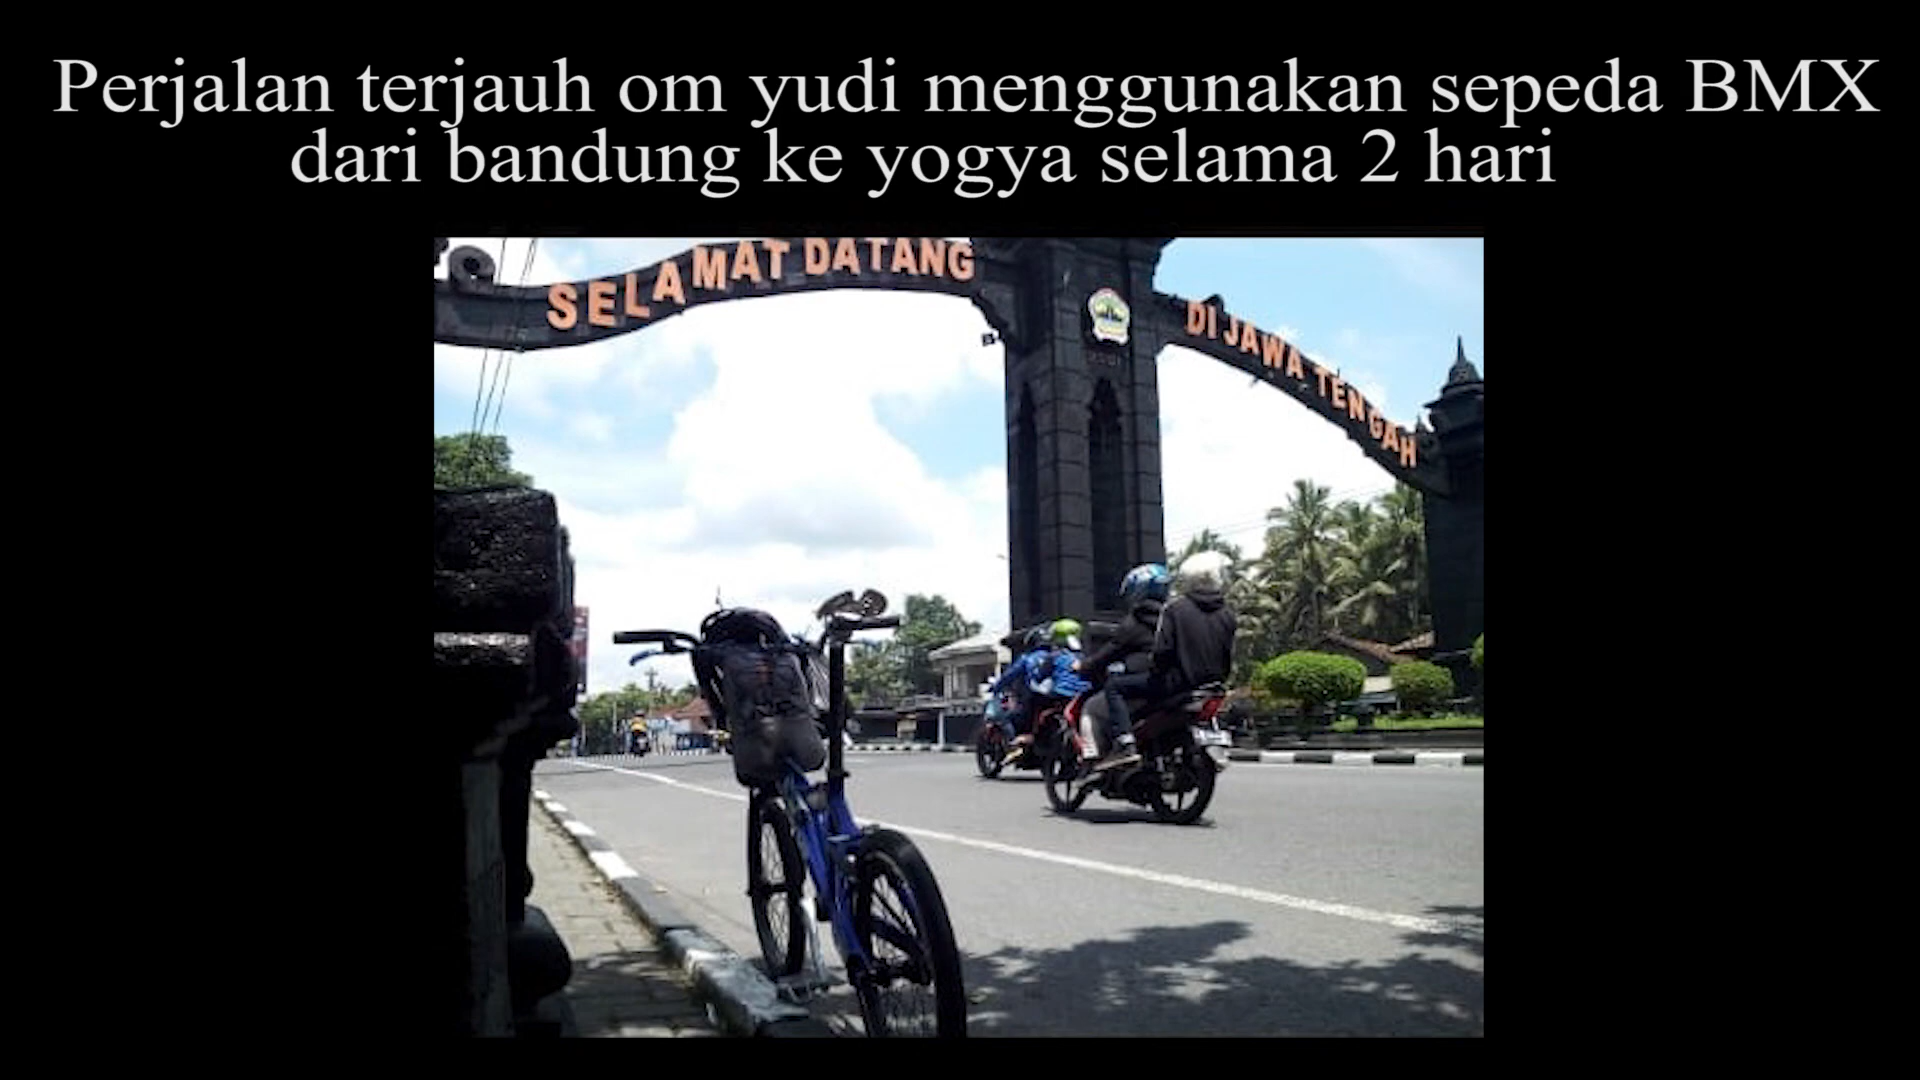 Perjalan terjauh om yudi menggunakan sepeda BMX
dari bandung ke yogya selama 2 hari
SELAMAT DATANG
DI JAWA TENGAH